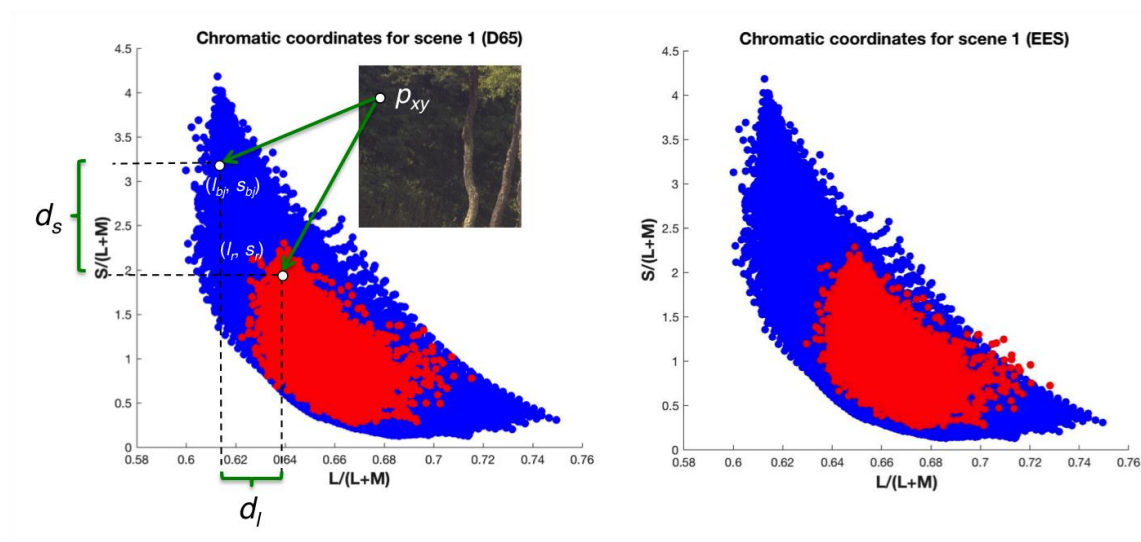 Chromatic coordinates for scene 1 (D65)
4.5
4
3.5
3
2.5
2
1.5
1
0.5
0
S/(L+M)
d_s
p_xy
(l_bj, s_bj)
(l_r, s_r)
0.58 0.6 0.62 0.64 0.66 0.68 0.7 0.72 0.74 0.76
L/(L+M)
d_l
Chromatic coordinates for scene 1 (EES)
4.5
4
3.5
3
2.5
2
1.5
1
0.5
0
S/(L+M)
0.58 0.6 0.62 0.64 0.66 0.68 0.7 0.72 0.74 0.76
L/(L+M)